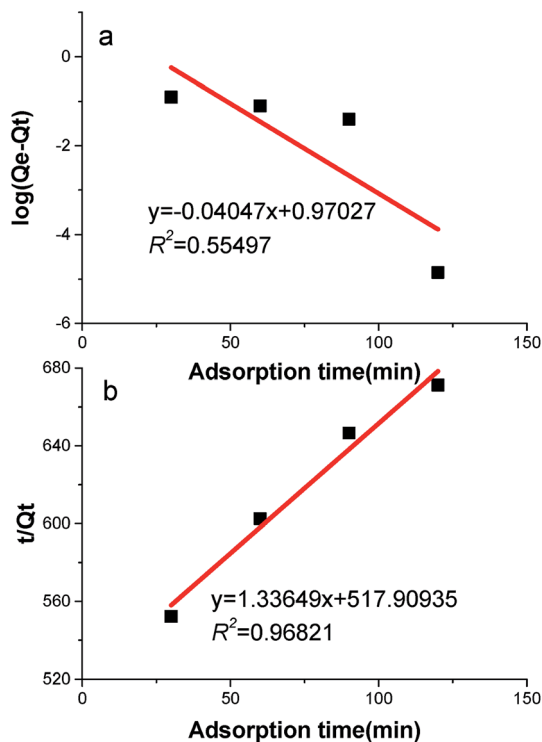 a
0
-2
-4
-6
log(Qe-Qt)
y=-0.04047x+0.97027
R²=0.55497
0 50 100 150
Adsorption time(min)
b
680
640
600
560
520
t/Qt
y=1.33649x+517.90935
R²=0.96821
0 50 100 150
Adsorption time(min)